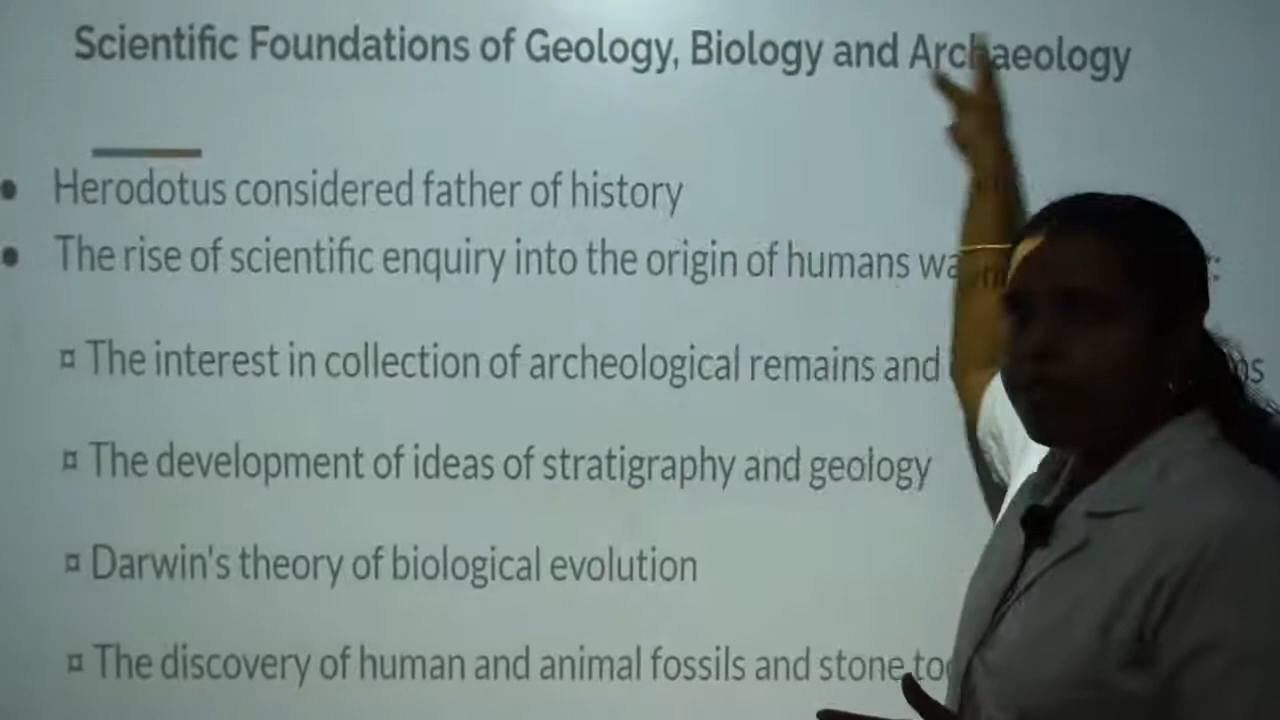 Scientific Foundations of Geology, Biology and Archaeology
• Herodotus considered father of history
• The rise of scientific enquiry into the origin of humans
¤ The interest in collection of archeological remains and
¤ The development of ideas of stratigraphy and geology
¤ Darwin's theory of biological evolution
¤ The discovery of human and animal fossils and stone